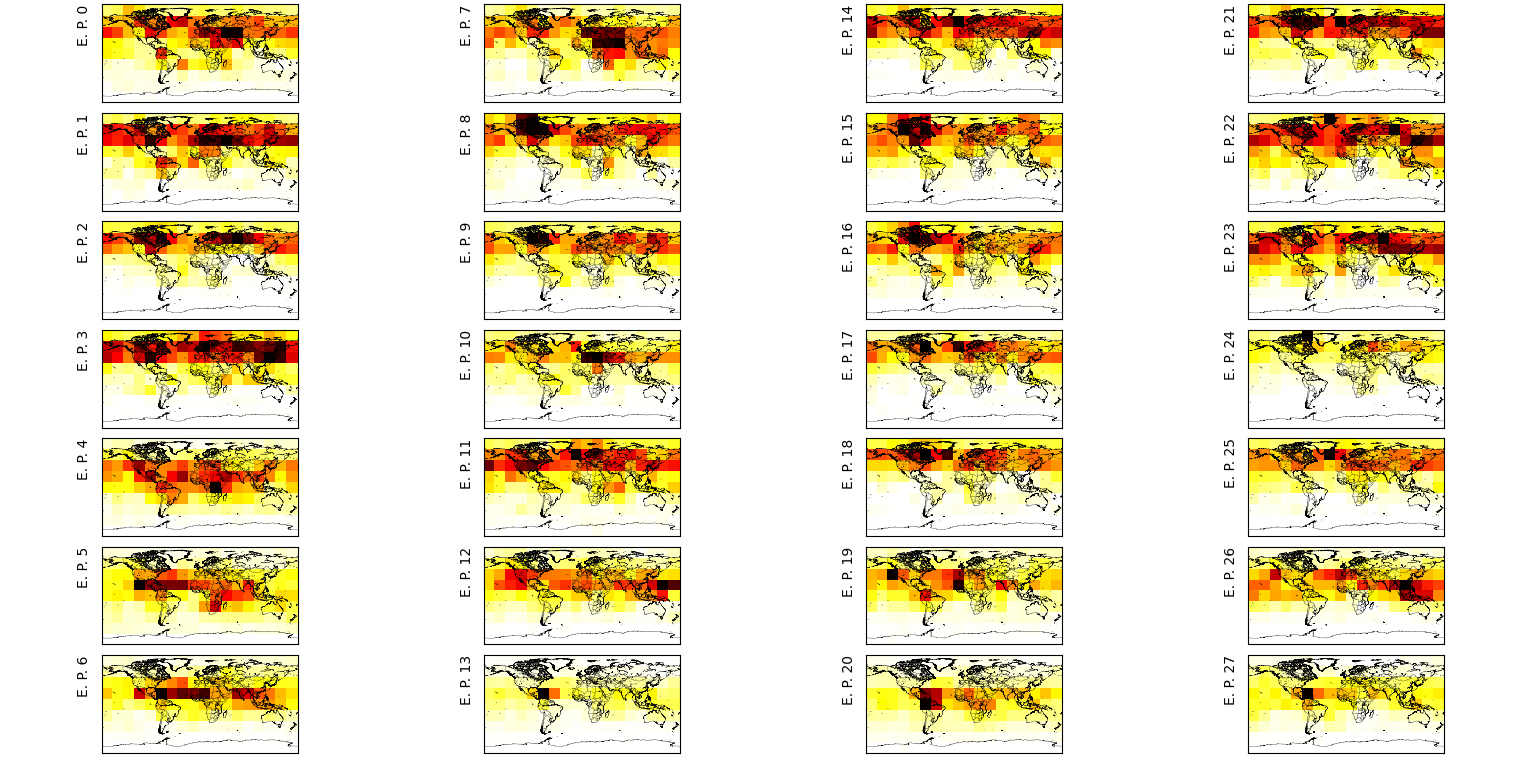 E. P. 0
E. P. 7
E. P. 14
E. P. 21
E. P. 1
E. P. 8
E. P. 15
E. P. 22
E. P. 2
E. P. 9
E. P. 16
E. P. 23
E. P. 3
E. P. 10
E. P. 17
E. P. 24
E. P. 4
E. P. 11
E. P. 18
E. P. 25
E. P. 5
E. P. 12
E. P. 19
E. P. 26
E. P. 6
E. P. 13
E. P. 20
E. P. 27